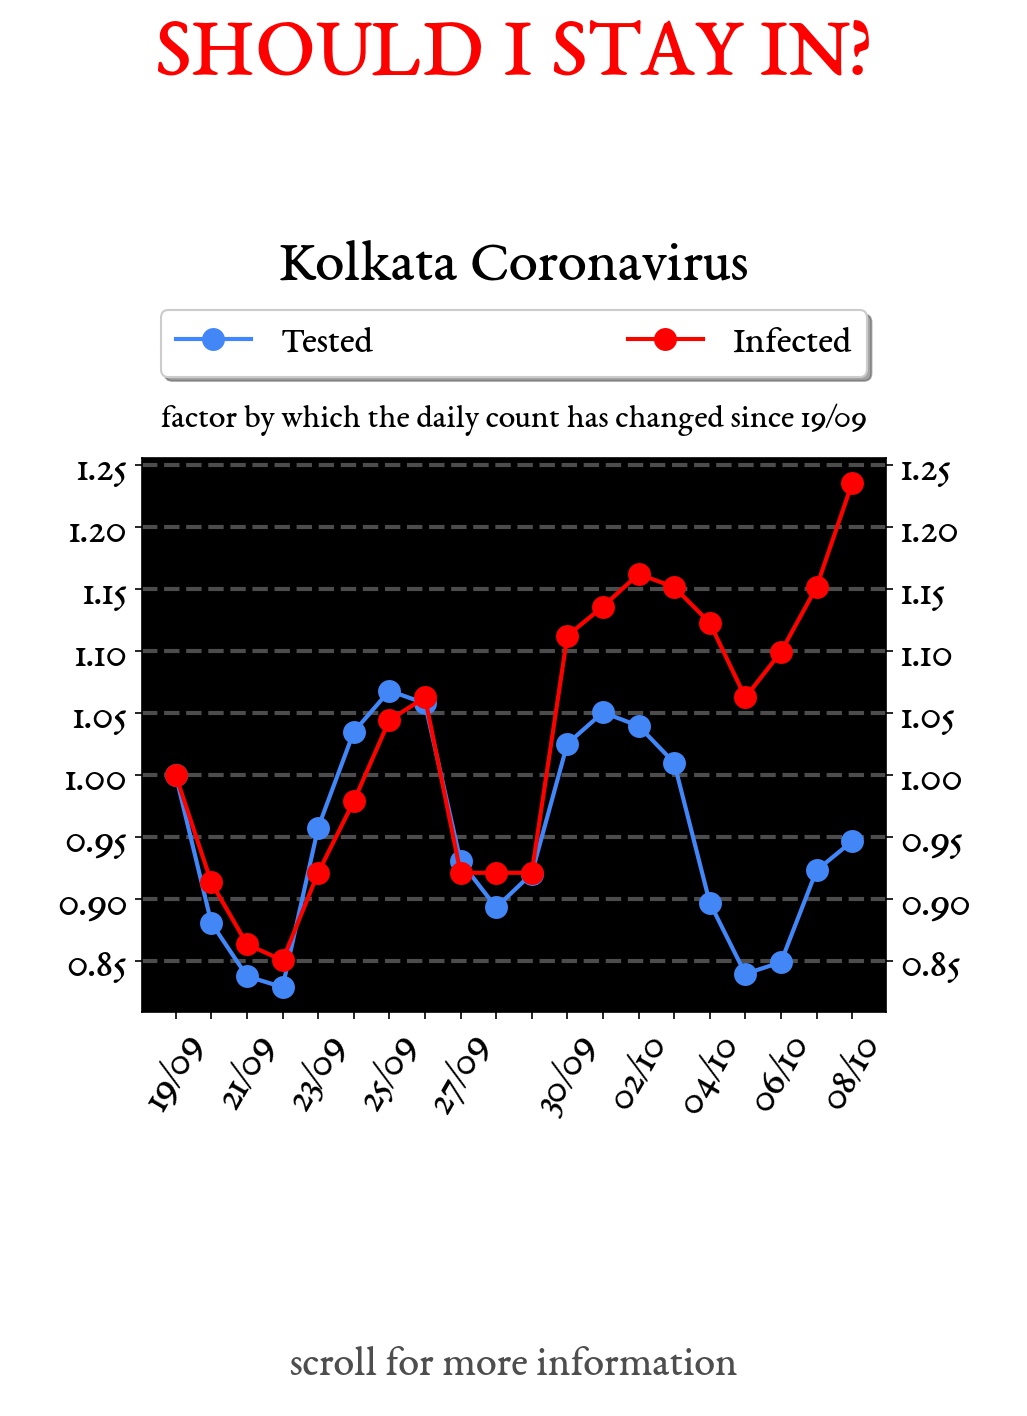 SHOULD I STAY IN?
Kolkata Coronavirus
Tested Infected
factor by which the daily count has changed since 19/09
1.25 1.25
1.20 1.20
1.15 1.15
1.10 1.10
1.05 1.05
1.00 1.00
0.95 0.95
0.90 0.90
0.85 0.85
19/09 21/09 23/09 25/09 27/09 30/09 02/10 04/10 06/10 08/10
scroll for more information